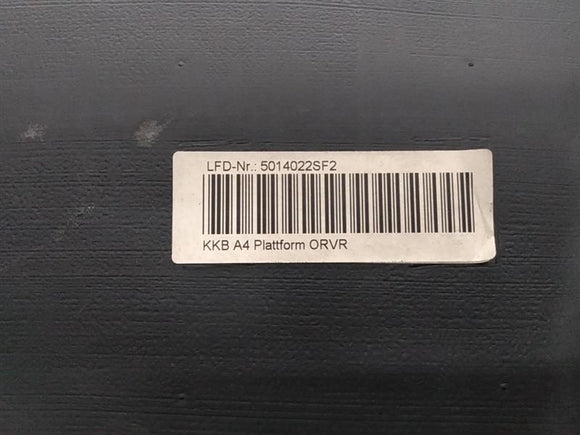 LFD-Nr.: 5014022SF2
KKB A4 Plattform ORVR